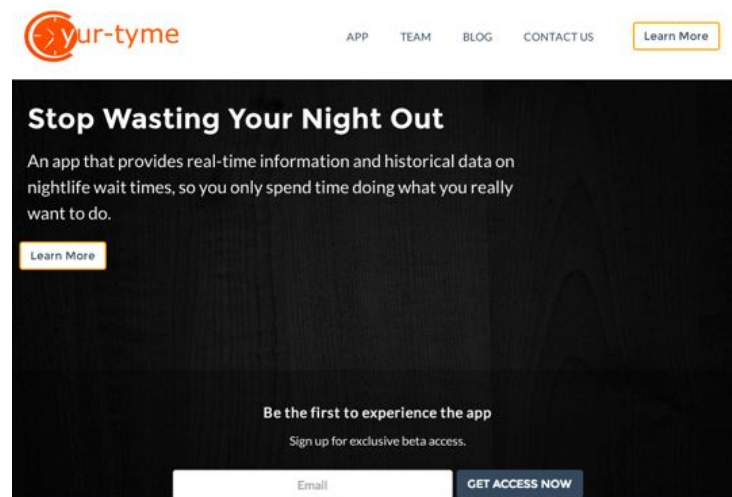 yur-tyme
APP TEAM BLOG CONTACT US Learn More
Stop Wasting Your Night Out
An app that provides real-time information and historical data on
nightlife wait times, so you only spend time doing what you really
want to do.
Learn More
Be the first to experience the app
Sign up for exclusive beta access.
Email GET ACCESS NOW